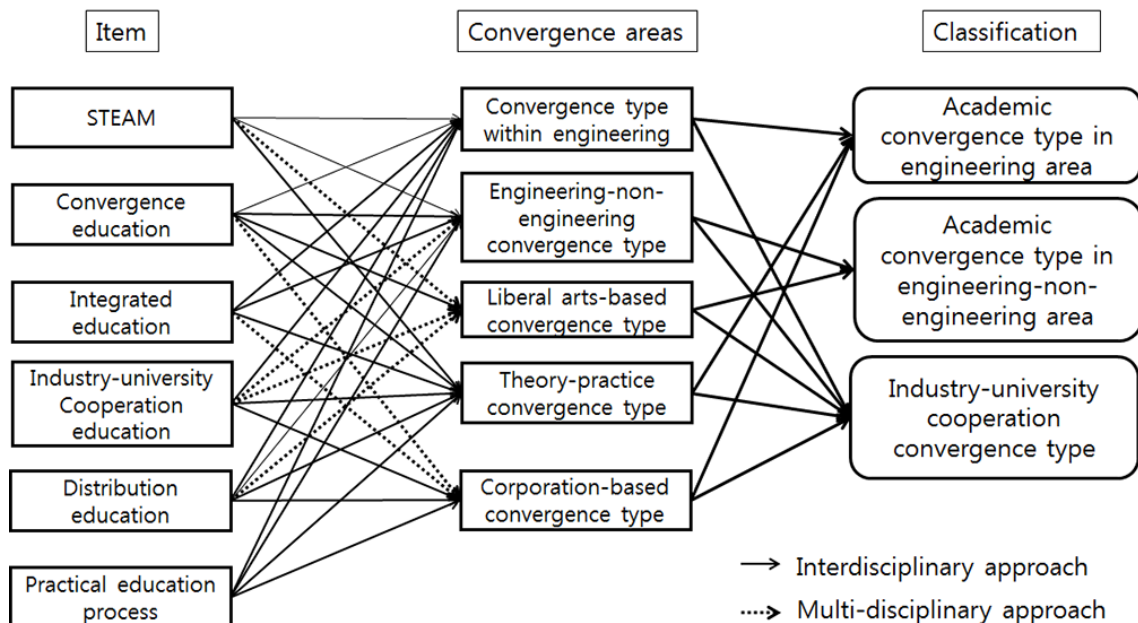 Item
Convergence areas
Classification
STEAM
Convergence
education
Integrated
education
Industry-university
Cooperation
education
Distribution
education
Practical education
process
Convergence type
within engineering
Engineering-non-
engineering
convergence type
Liberal arts-based
convergence type
Theory-practice
convergence type
Corporation-based
convergence type
Academic
convergence type in
engineering area
Academic
convergence type in
engineering-non-
engineering area
Industry-university
cooperation
convergence type
Interdisciplinary approach
Multi-disciplinary approach